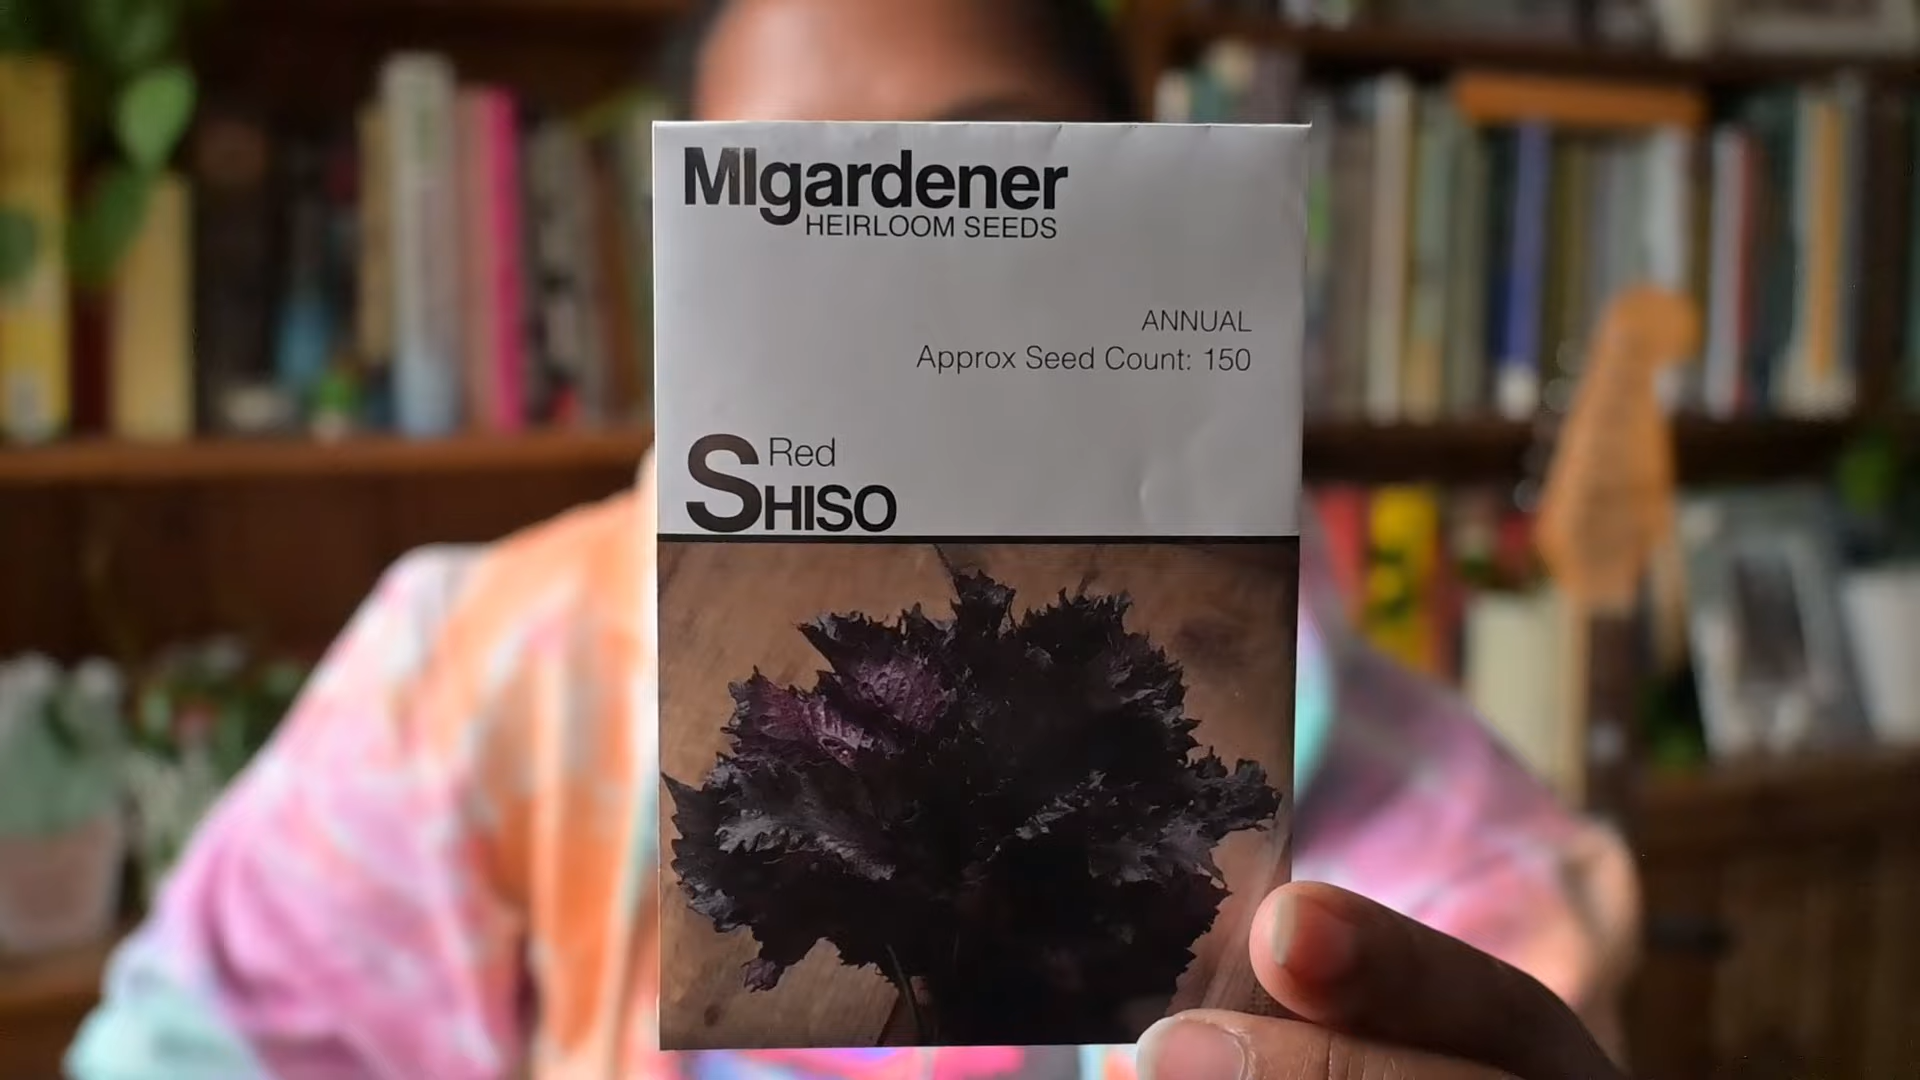 MIgardener
HEIRLOOM SEEDS
ANNUAL
Approx Seed Count: 150
Red
SHISO